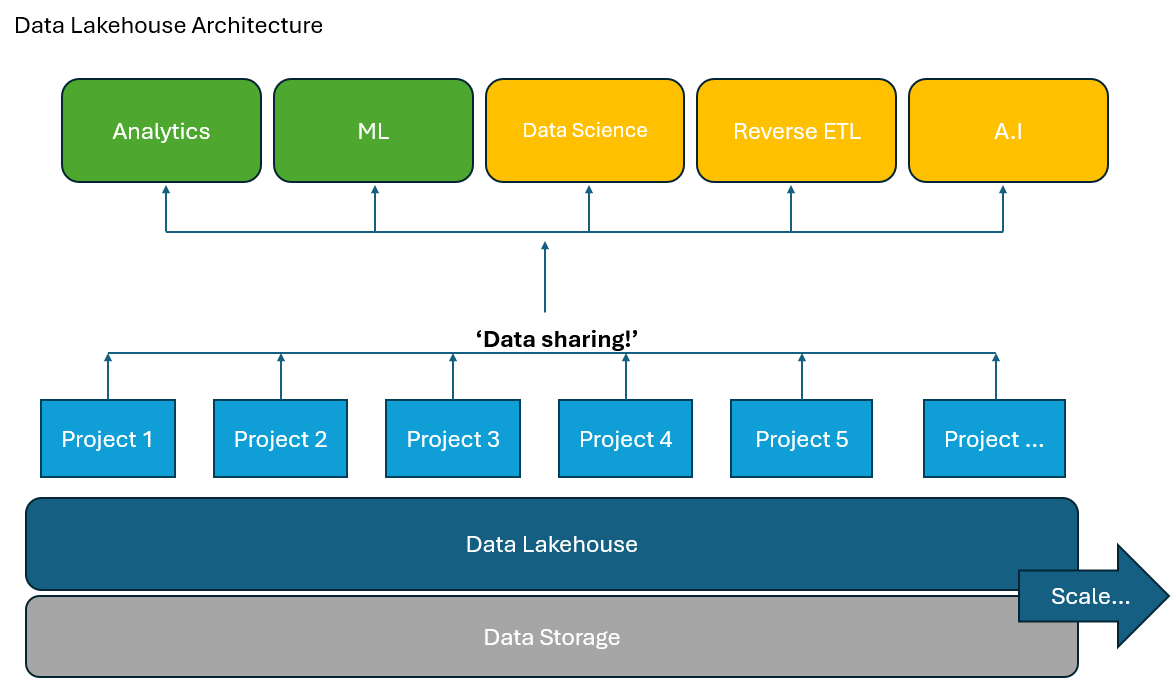 Data Lakehouse Architecture
Analytics
ML
Data Science
Reverse ETL
A.I
‘Data sharing!’
Project 1
Project 2
Project 3
Project 4
Project 5
Project ...
Data Lakehouse
Scale...
Data Storage